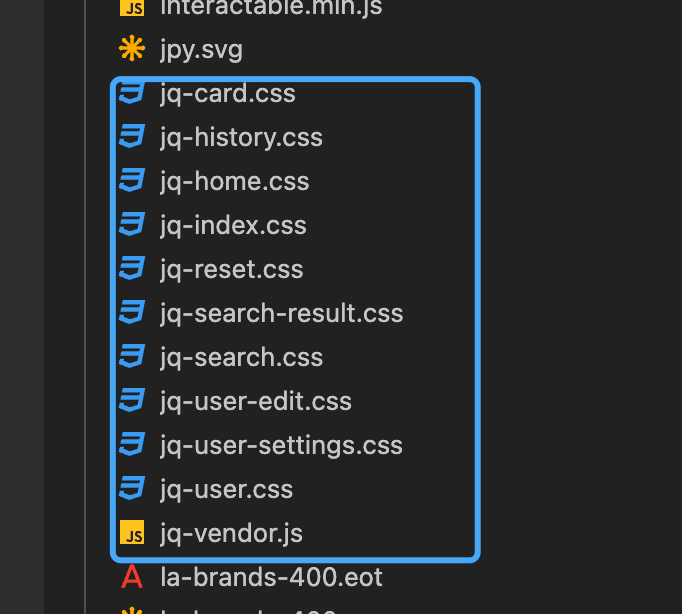 interactable.min.js
jpy.svg
jq-card.css
jq-history.css
jq-home.css
jq-index.css
jq-reset.css
jq-search-result.css
jq-search.css
jq-user-edit.css
jq-user-settings.css
jq-user.css
JS jq-vendor.js
la-brands-400.eot